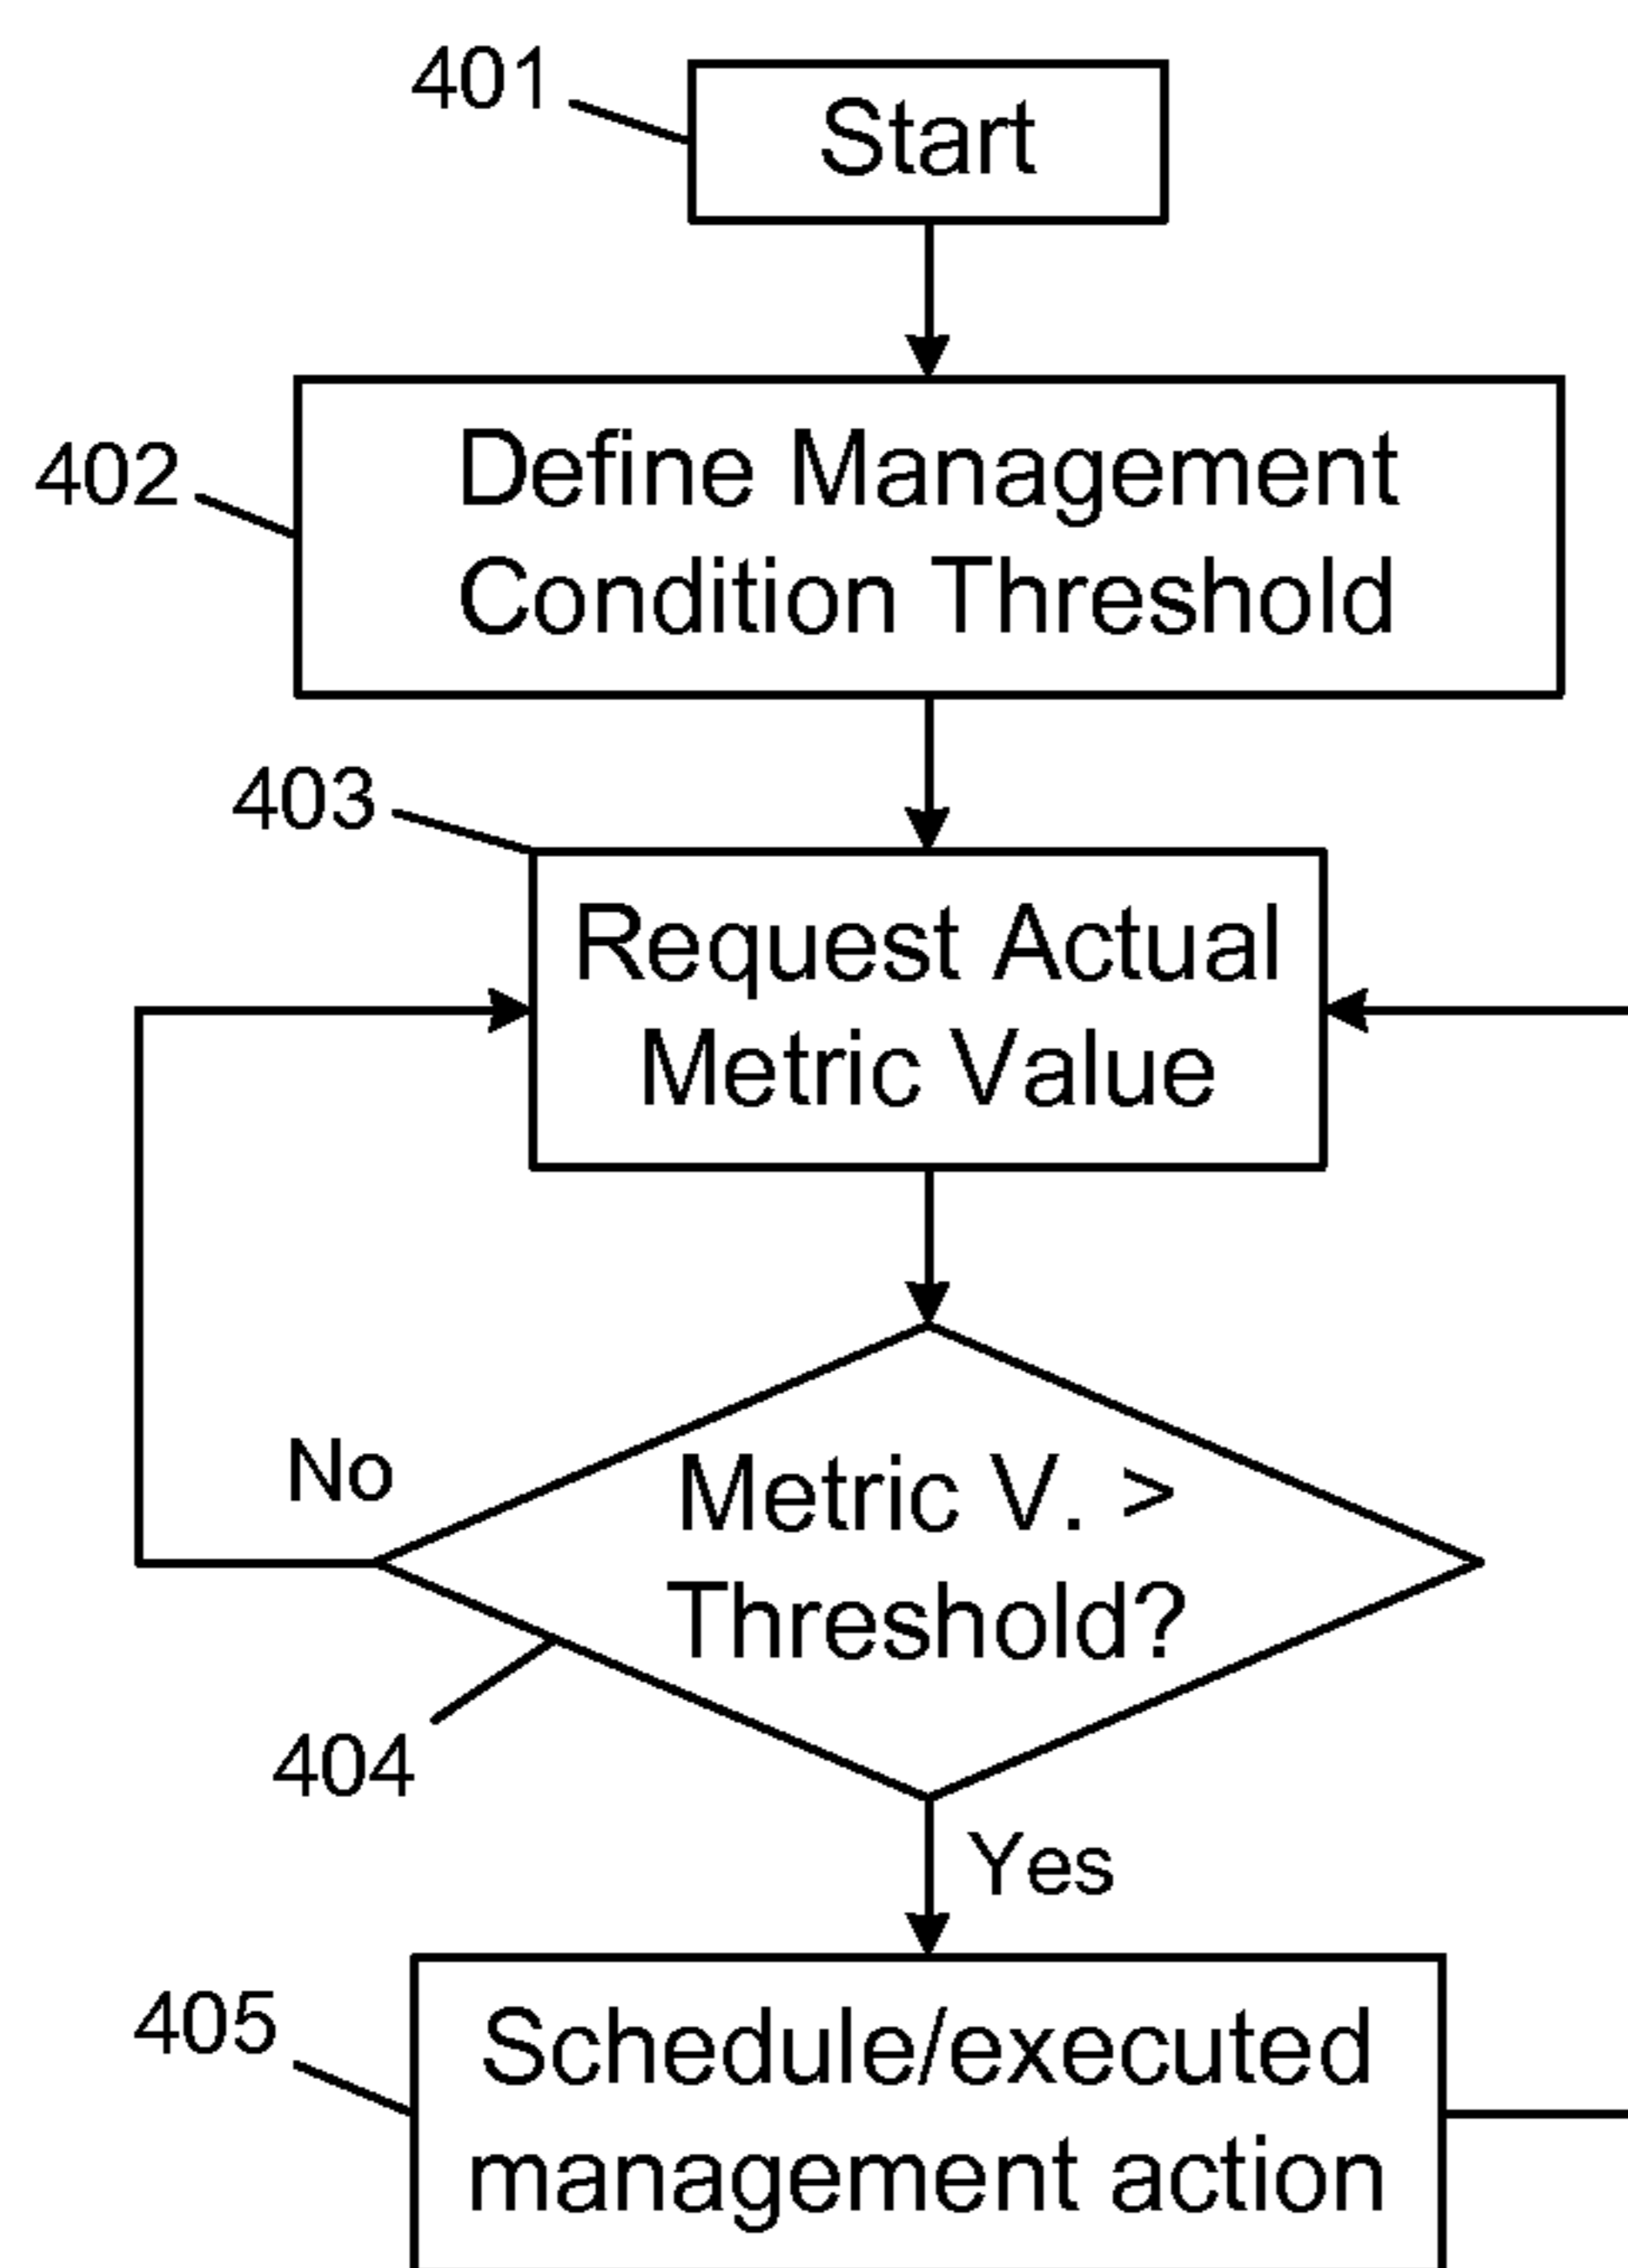 401
Start
402
Define Management
Condition Threshold
403
Request Actual
Metric Value
No
Metric V. >
Threshold?
404
Yes
405
Schedule/executed
management action